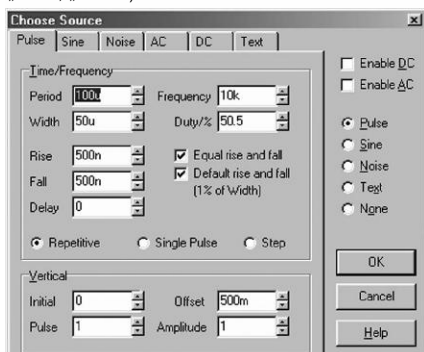 Choose Source
Pulse Sine Noise AC DC Text
Time/Frequency
Period 100u Frequency 10k
Width 50u Duty/% 50.5
Rise 500n Equal rise and fall
Fall 500n Default rise and fall
(1% of Width)
Delay 0
Repetitive Single Pulse Step
Vertical
Initial 0 Offset 500m
Pulse 1 Amplitude 1
Enable DC
Enable AC
Pulse
Sine
Noise
Text
None
OK
Cancel
Help